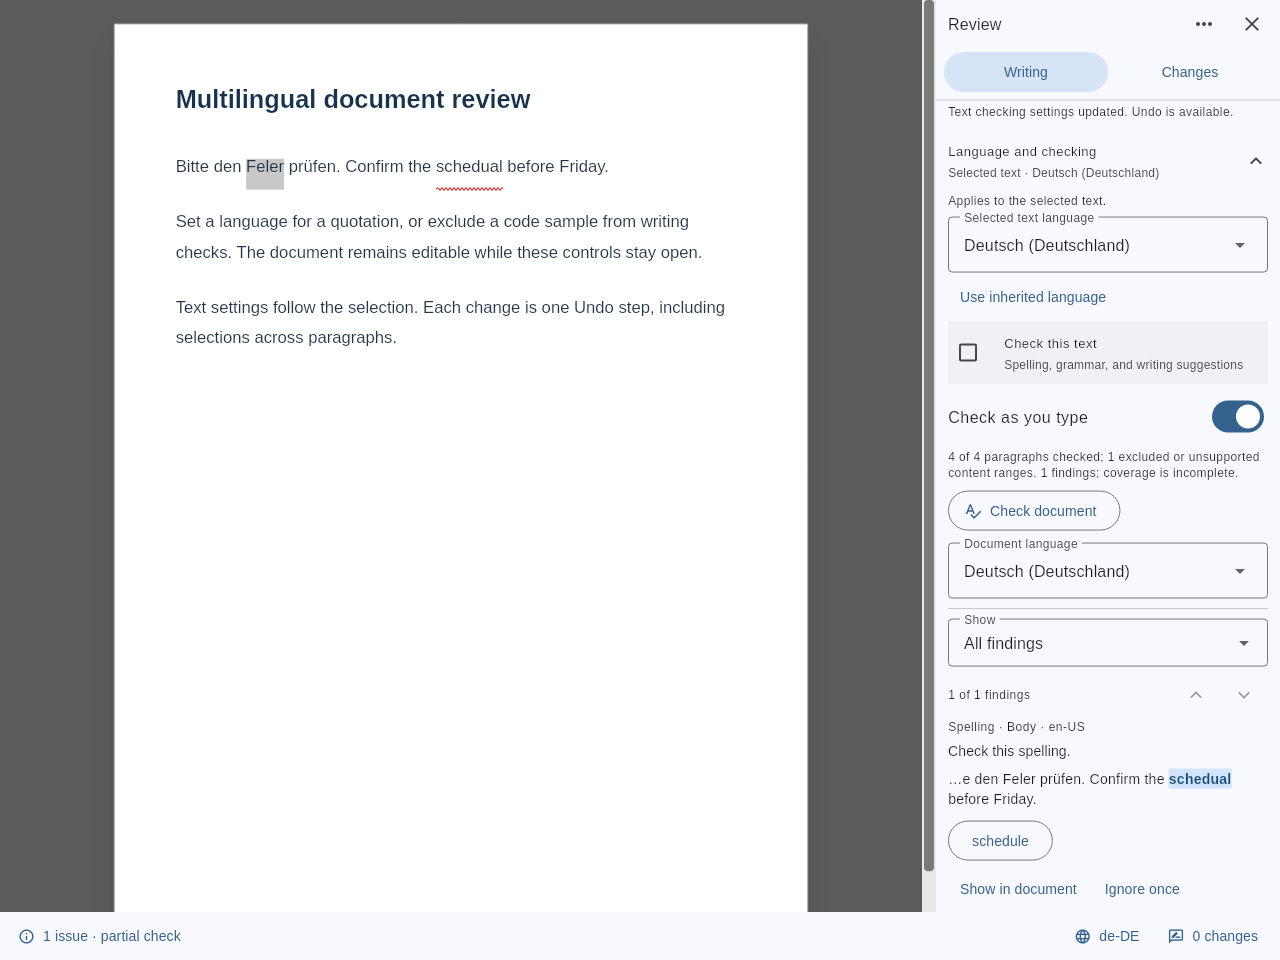 Multilingual document review
Bitte den Feler prüfen. Confirm the schedual before Friday.
Set a language for a quotation, or exclude a code sample from writing
checks. The document remains editable while these controls stay open.
Text settings follow the selection. Each change is one Undo step, including
selections across paragraphs.
Review
Writing
Changes
Text checking settings updated. Undo is available.
Language and checking
Selected text · Deutsch (Deutschland)
Applies to the selected text.
Selected text language
Deutsch (Deutschland)
Use inherited language
Check this text
Spelling, grammar, and writing suggestions
Check as you type
4 of 4 paragraphs checked; 1 excluded or unsupported
content ranges. 1 findings; coverage is incomplete.
Check document
Document language
Deutsch (Deutschland)
Show
All findings
1 of 1 findings
Spelling · Body · en-US
Check this spelling.
…e den Feler prüfen. Confirm the schedual
before Friday.
schedule
Show in document
Ignore once
1 issue · partial check
de-DE
0 changes